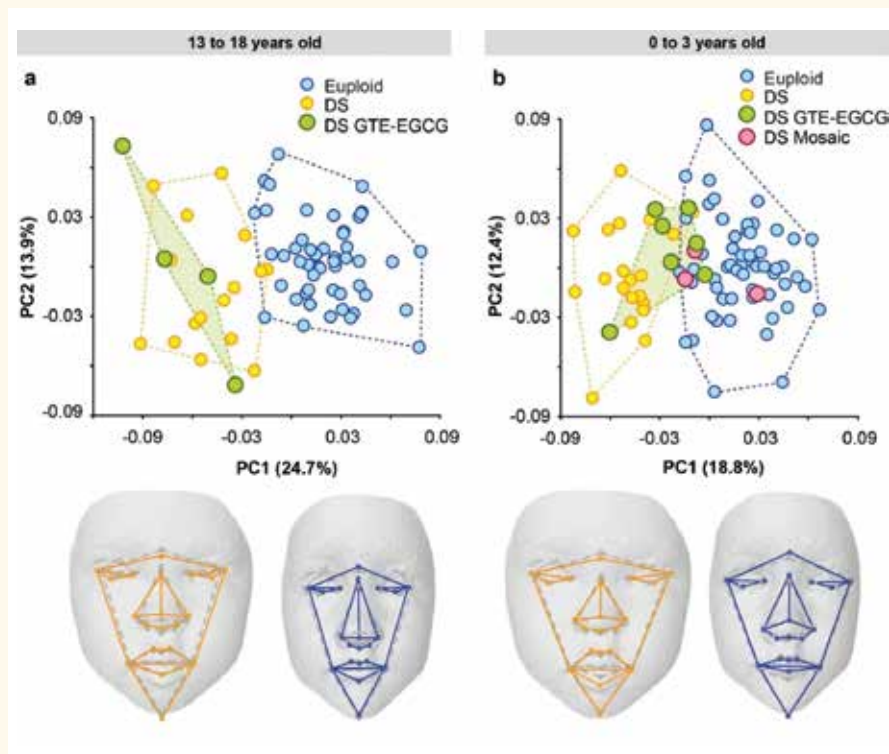 13 to 18 years old
a
Euploid
DS
DS GTE-EGCG
0.09
0.03
-0.03
-0.09
PC2 (13.9%)
-0.09
-0.03
0.03
0.09
PC1 (24.7%)
0 to 3 years old
b
Euploid
DS
DS GTE-EGCG
DS Mosaic
0.09
0.03
-0.03
-0.09
PC2 (12.4%)
-0.09
-0.03
0.03
0.09
PC1 (18.8%)